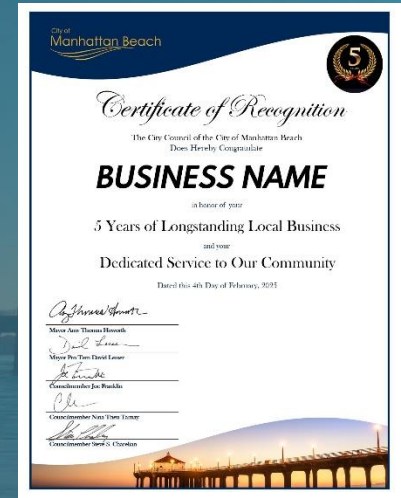 City of
Manhattan Beach
5
Certificate of Recognition
The City Council of the City of Manhattan Beach
Does Hereby Congratulate
BUSINESS NAME
in honor of your
5 Years of Longstanding Local Business
and your
Dedicated Service to Our Community
Dated this 4th Day of February, 2025
Mayor Amy Thomas Howorth
Mayor Pro Tem David Lesser
Councilmember Joe Franklin
Councilmember Nina Tarnay
Councilmember Steve S. Charelian